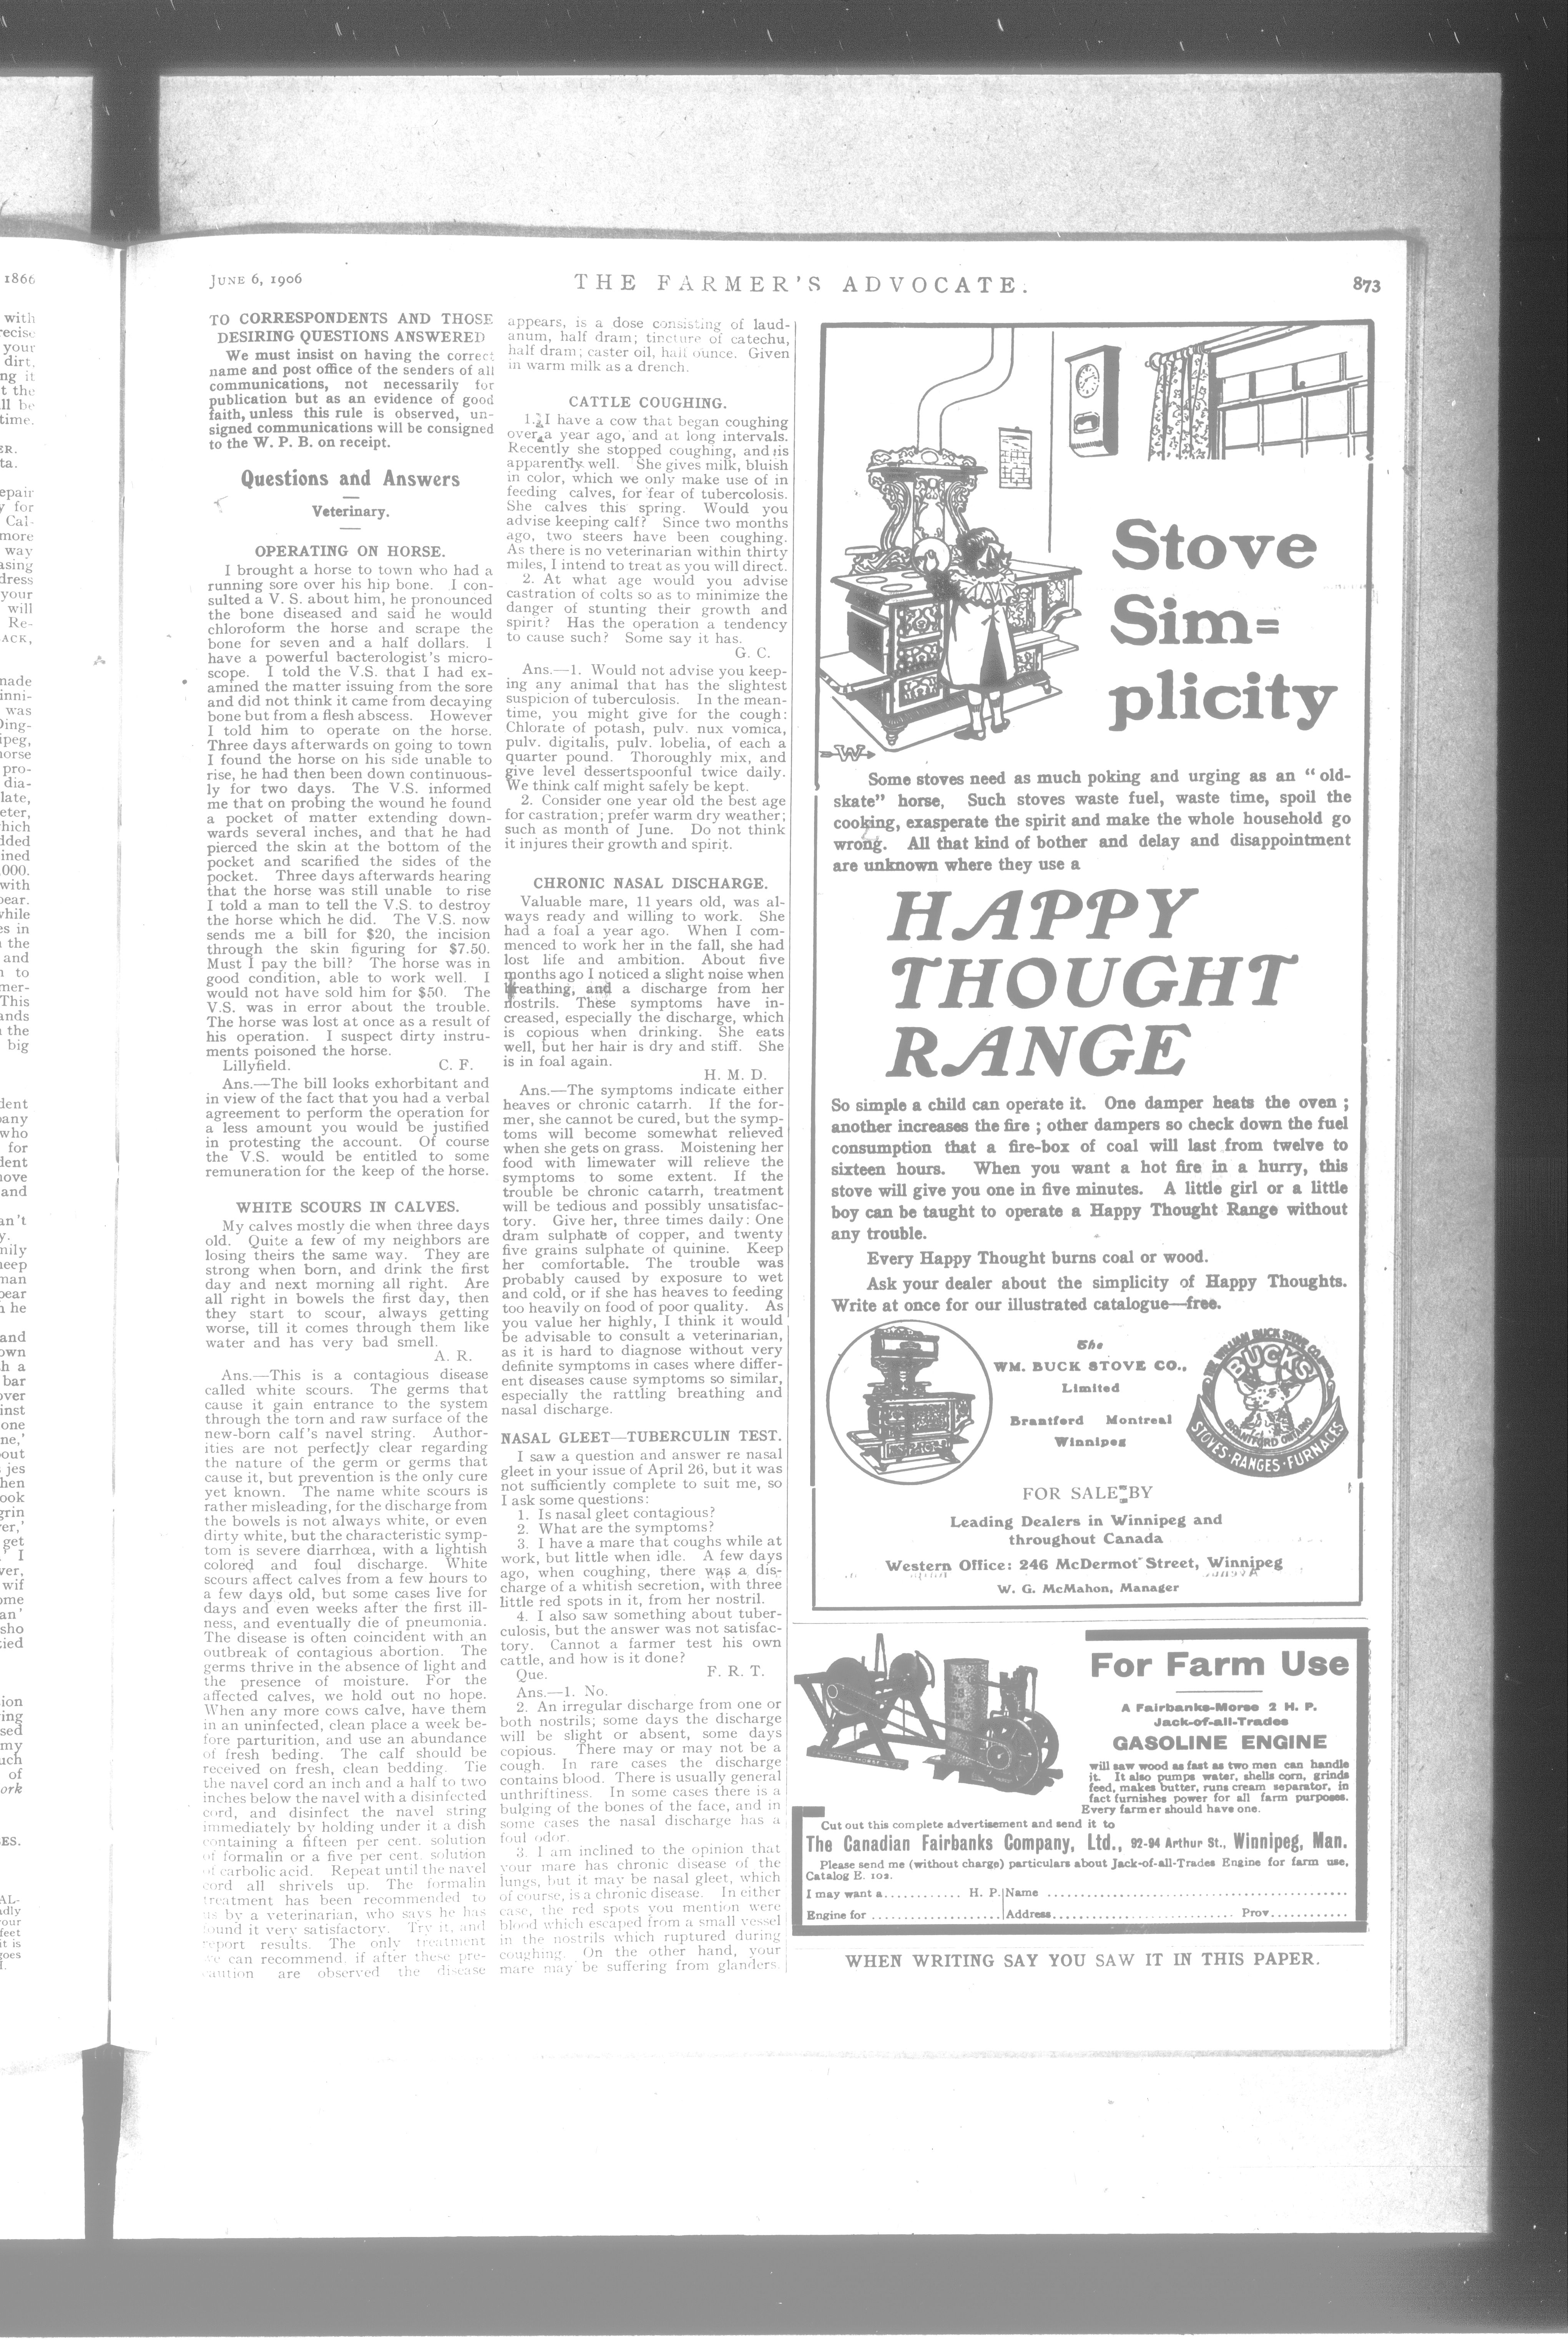 JUNE 6, 1906
THE FARMER'S ADVOCATE.
873
TO CORRESPONDENTS AND THOSE
DESIRING QUESTIONS ANSWERED
We must insist on having the correct
name and post office of the senders of all
communications, not necessarily for
publication but as an evidence of good
faith, unless this rule is observed, un-
signed communications will be consigned
to the W. P. B. on receipt.
Questions and Answers
Veterinary.
OPERATING ON HORSE.
I brought a horse to town who had a
running sore over his hip bone. I con-
sulted a V. S. about him, he pronounced
the bone diseased and said he would
chloroform the horse and scrape the
bone for seven and a half dollars. I
have a powerful bacterologist's micro-
scope. I told the V.S. that I had ex-
amined the matter issuing from the sore
and did not think it came from decaying
bone but from a flesh abscess. However
I told him to operate on the horse.
Three days afterwards on going to town
I found the horse on his side unable to
rise, he had then been down continuous-
ly for two days. The V.S. informed
me that on probing the wound he found
a pocket of matter extending down-
wards several inches, and that he had
pierced the skin at the bottom of the
pocket and scarified the sides of the
pocket. Three days afterwards hearing
that the horse was still unable to rise
I told a man to tell the V.S. to destroy
the horse which he did. The V.S. now
sends me a bill for $20, the incision
through the skin figuring for $7.50.
Must I pay the bill? The horse was in
good condition, able to work well. I
would not have sold him for $50. The
V.S. was in error about the trouble.
The horse was lost at once as a result of
his operation. I suspect dirty instru-
ments poisoned the horse.
Lillyfield. C. F.
Ans.—The bill looks exhorbitant and
in view of the fact that you had a verbal
agreement to perform the operation for
a less amount you would be justified
in protesting the account. Of course
the V.S. would be entitled to some
remuneration for the keep of the horse.
WHITE SCOURS IN CALVES.
My calves mostly die when three days
old. Quite a few of my neighbors are
losing theirs the same way. They are
strong when born, and drink the first
day and next morning all right. Are
all right in bowels the first day, then
they start to scour, always getting
worse, till it comes through them like
water and has very bad smell.
A. R.
Ans.—This is a contagious disease
called white scours. The germs that
cause it gain entrance to the system
through the torn and raw surface of the
new-born calf's navel string. Author-
ities are not perfectly clear regarding
the nature of the germ or germs that
cause it, but prevention is the only cure
yet known. The name white scours is
rather misleading, for the discharge from
the bowels is not always white, or even
dirty white, but the characteristic symp-
tom is severe diarrhœa, with a lightish
colored and foul discharge. White
scours affect calves from a few hours to
a few days old, but some cases live for
days and even weeks after the first ill-
ness, and eventually die of pneumonia.
The disease is often coincident with an
outbreak of contagious abortion. The
germs thrive in the absence of light and
the presence of moisture. For the
affected calves, we hold out no hope.
When any more cows calve, have them
in an uninfected, clean place a week be-
fore parturition, and use an abundance
of fresh beding. The calf should be
received on fresh, clean bedding. Tie
the navel cord an inch and a half to two
inches below the navel with a disinfected
cord, and disinfect the navel string
immediately by holding under it a dish
containing a fifteen per cent. solution
of formalin or a five per cent. solution
of carbolic acid. Repeat until the navel
cord all shrivels up. The formalin
treatment has been recommended to
us by a veterinarian, who says he has
found it very satisfactory. Try it, and
report results. The only treatment
we can recommend, if after these pre-
caution are observed the disease
appears, is a dose consisting of laud-
anum, half dram; tincture of catechu,
half dram; caster oil, half ounce. Given
in warm milk as a drench.
CATTLE COUGHING.
1. I have a cow that began coughing
over a year ago, and at long intervals.
Recently she stopped coughing, and is
apparently well. She gives milk, bluish
in color, which we only make use of in
feeding calves, for fear of tubercolosis.
She calves this spring. Would you
advise keeping calf? Since two months
ago, two steers have been coughing.
As there is no veterinarian within thirty
miles, I intend to treat as you will direct.
2. At what age would you advise
castration of colts so as to minimize the
danger of stunting their growth and
spirit? Has the operation a tendency
to cause such? Some say it has.
G. C.
Ans.—1. Would not advise you keep-
ing any animal that has the slightest
suspicion of tuberculosis. In the mean-
time, you might give for the cough:
Chlorate of potash, pulv. nux vomica,
pulv. digitalis, pulv. lobelia, of each a
quarter pound. Thoroughly mix, and
give level dessertspoonful twice daily.
We think calf might safely be kept.
2. Consider one year old the best age
for castration; prefer warm dry weather;
such as month of June. Do not think
it injures their growth and spirit.
CHRONIC NASAL DISCHARGE.
Valuable mare, 11 years old, was al-
ways ready and willing to work. She
had a foal a year ago. When I com-
menced to work her in the fall, she had
lost life and ambition. About five
months ago I noticed a slight noise when
breathing, and a discharge from her
nostrils. These symptoms have in-
creased, especially the discharge, which
is copious when drinking. She eats
well, but her hair is dry and stiff. She
is in foal again.
H. M. D.
Ans.—The symptoms indicate either
heaves or chronic catarrh. If the for-
mer, she cannot be cured, but the symp-
toms will become somewhat relieved
when she gets on grass. Moistening her
food with limewater will relieve the
symptoms to some extent. If the
trouble be chronic catarrh, treatment
will be tedious and possibly unsatisfac-
tory. Give her, three times daily: One
dram sulphate of copper, and twenty
five grains sulphate of quinine. Keep
her comfortable. The trouble was
probably caused by exposure to wet
and cold, or if she has heaves to feeding
too heavily on food of poor quality. As
you value her highly, I think it would
be advisable to consult a veterinarian,
as it is hard to diagnose without very
definite symptoms in cases where differ-
ent diseases cause symptoms so similar,
especially the rattling breathing and
nasal discharge.
NASAL GLEET—TUBERCULIN TEST.
I saw a question and answer re nasal
gleet in your issue of April 26, but it was
not sufficiently complete to suit me, so
I ask some questions:
1. Is nasal gleet contagious?
2. What are the symptoms?
3. I have a mare that coughs while at
work, but little when idle. A few days
ago, when coughing, there was a dis-
charge of a whitish secretion, with three
little red spots in it, from her nostril.
4. I also saw something about tuber-
culosis, but the answer was not satisfac-
tory. Cannot a farmer test his own
cattle, and how is it done?
Que. F. R. T.
Ans.—1. No.
2. An irregular discharge from one or
both nostrils; some days the discharge
will be slight or absent, some days
copious. There may or may not be a
cough. In rare cases the discharge
contains blood. There is usually general
unthriftiness. In some cases there is a
bulging of the bones of the face, and in
some cases the nasal discharge has a
foul odor.
3. I am inclined to the opinion that
your mare has chronic disease of the
lungs, but it may be nasal gleet, which
of course, is a chronic disease. In either
case, the red spots you mention were
blood which escaped from a small vessel
in the nostrils which ruptured during
coughing. On the other hand, your
mare may be suffering from glanders.
W
Stove
Sim=
plicity
Some stoves need as much poking and urging as an "old-
skate" horse, Such stoves waste fuel, waste time, spoil the
cooking, exasperate the spirit and make the whole household go
wrong. All that kind of bother and delay and disappointment
are unknown where they use a
HAPPY
THOUGHT
RANGE
So simple a child can operate it. One damper heats the oven ;
another increases the fire ; other dampers so check down the fuel
consumption that a fire-box of coal will last from twelve to
sixteen hours. When you want a hot fire in a hurry, this
stove will give you one in five minutes. A little girl or a little
boy can be taught to operate a Happy Thought Range without
any trouble.
Every Happy Thought burns coal or wood.
Ask your dealer about the simplicity of Happy Thoughts.
Write at once for our illustrated catalogue—free.
The
WM. BUCK STOVE CO.,
Limited
Brantford Montreal
Winnipeg
THE WILLIAM BUCK STOVE CO.
BUCKS
BRANTFORD ONTARIO
STOVES·RANGES·FURNACES
FOR SALE BY
Leading Dealers in Winnipeg and
throughout Canada
Western Office: 246 McDermot Street, Winnipeg
W. G. McMahon, Manager
For Farm Use
A Fairbanks-Morse 2 H. P.
Jack-of-all-Trades
GASOLINE ENGINE
will saw wood as fast as two men can handle
it. It also pumps water, shells corn, grinds
feed, makes butter, runs cream separator, in
fact furnishes power for all farm purposes.
Every farmer should have one.
Cut out this complete advertisement and send it to
The Canadian Fairbanks Company, Ltd., 92-94 Arthur St., Winnipeg, Man.
Please send me (without charge) particulars about Jack-of-all-Trades Engine for farm use,
Catalog E. 102.
I may want a............ H. P. Name ............
Engine for ............ Address............ Prov............
WHEN WRITING SAY YOU SAW IT IN THIS PAPER.